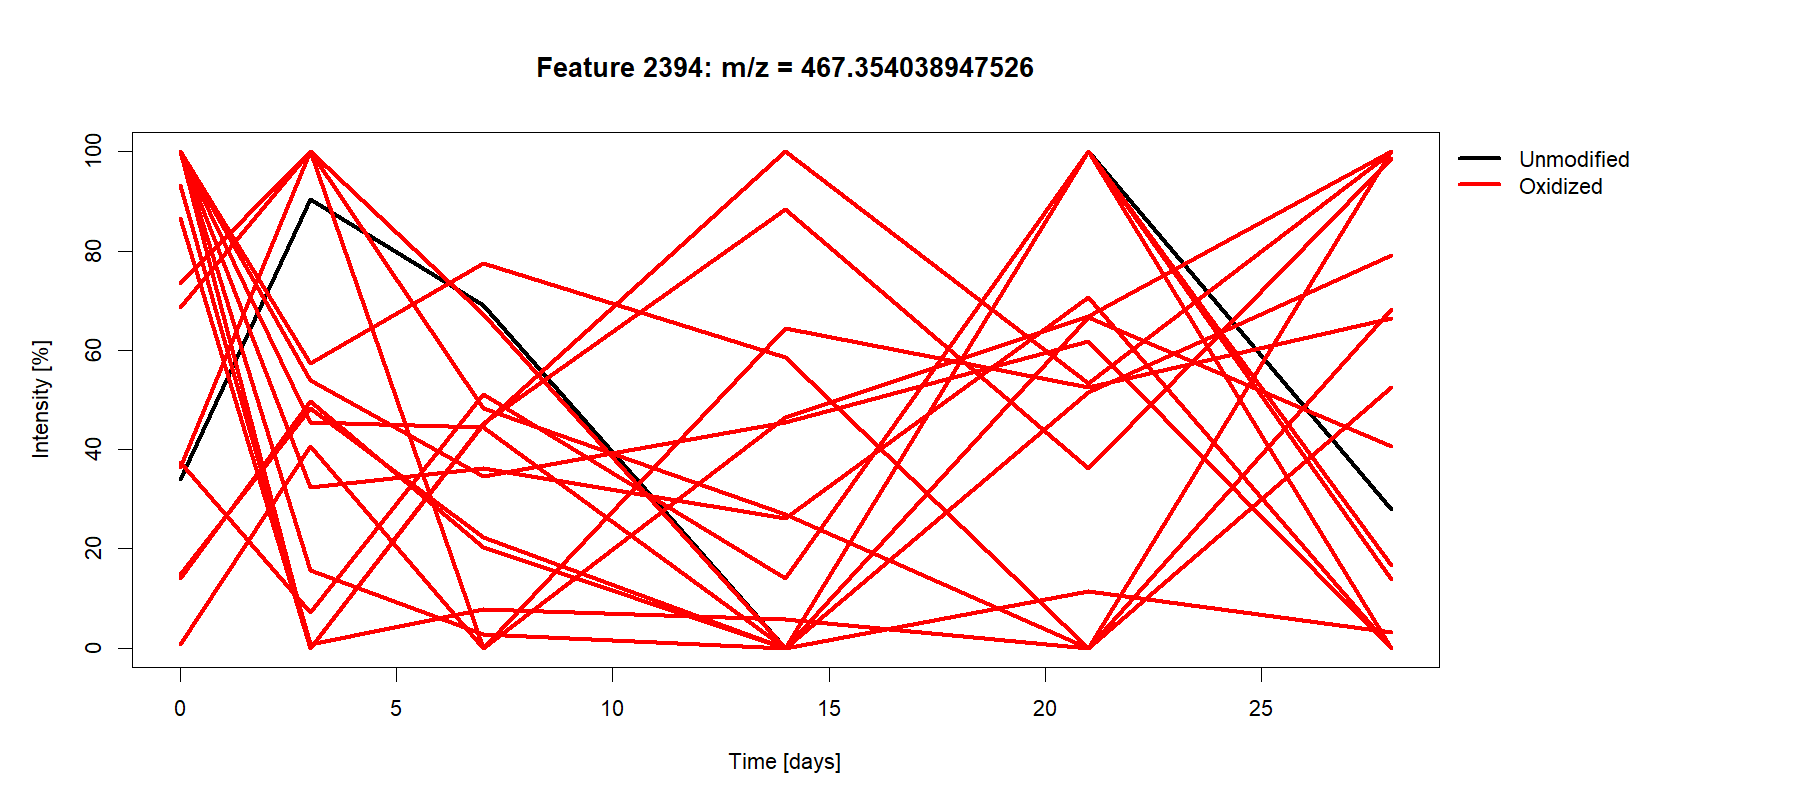 Feature 2394: m/z = 467.354038947526
Unmodified
Oxidized
Intensity [%]
100
80
60
40
20
0
0 5 10 15 20 25
Time [days]